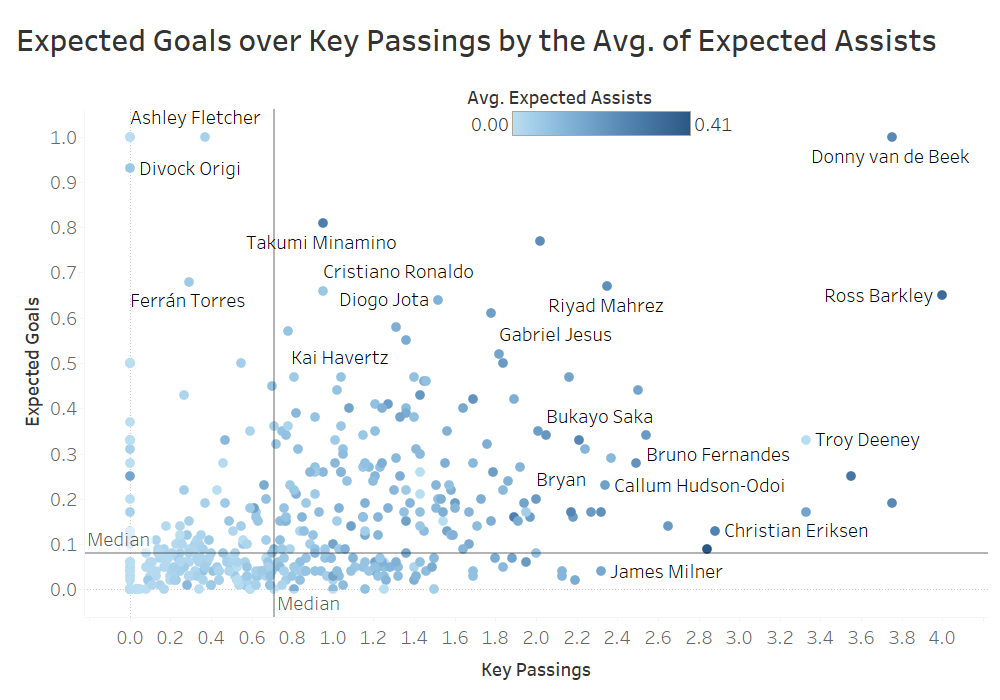 Expected Goals over Key Passings by the Avg. of Expected Assists
Avg. Expected Assists
0.00 0.41
Ashley Fletcher
1.0
Donny van de Beek
Divock Origi
0.9
0.8
Takumi Minamino
Cristiano Ronaldo
0.7
Ferrán Torres
Diogo Jota
Riyad Mahrez
Ross Barkley
0.6
Gabriel Jesus
Kai Havertz
0.5
Expected Goals
0.4
Bukayo Saka
Troy Deeney
Bruno Fernandes
0.3
Bryan
Callum Hudson-Odoi
0.2
Christian Eriksen
Median
0.1
James Milner
0.0
Median
0.0 0.2 0.4 0.6 0.8 1.0 1.2 1.4 1.6 1.8 2.0 2.2 2.4 2.6 2.8 3.0 3.2 3.4 3.6 3.8 4.0
Key Passings